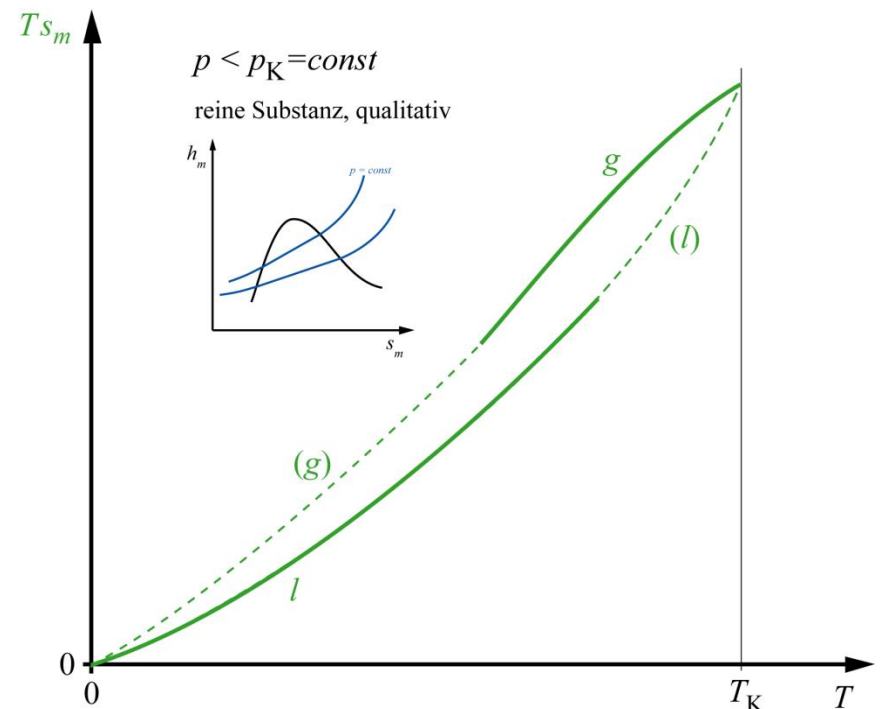 Ts_m
p < p_K=const
reine Substanz, qualitativ
h_m
p = const
s_m
g
(l)
(g)
l
0
0
T_K
T